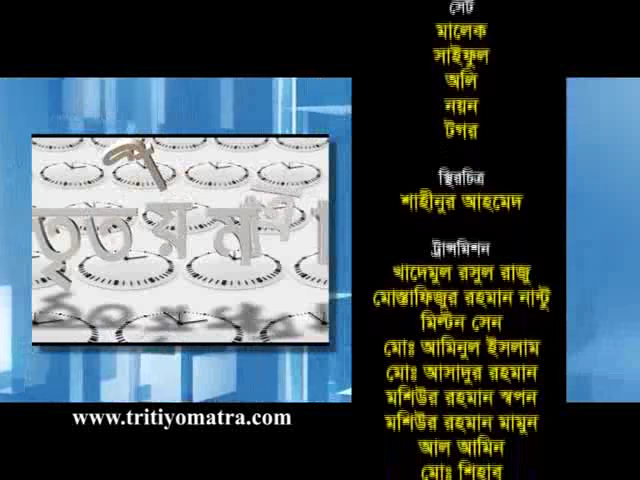 তৃতীয় মাত্রা
www.tritiyomatra.com
সেট
মালেক
সাইফুল
অলি
নয়ন
টগর
স্থিরচিত্র
শাহীনুর আহমেদ
ট্রান্সমিশন
খাদেমুল রসুল রাজু
মোস্তাফিজুর রহমান নান্টু
মিল্টন সেন
মোঃ আমিনুল ইসলাম
মোঃ আসাদুর রহমান
মশিউর রহমান স্বপন
মশিউর রহমান মামুন
আল আমিন
মোঃ শিহাব